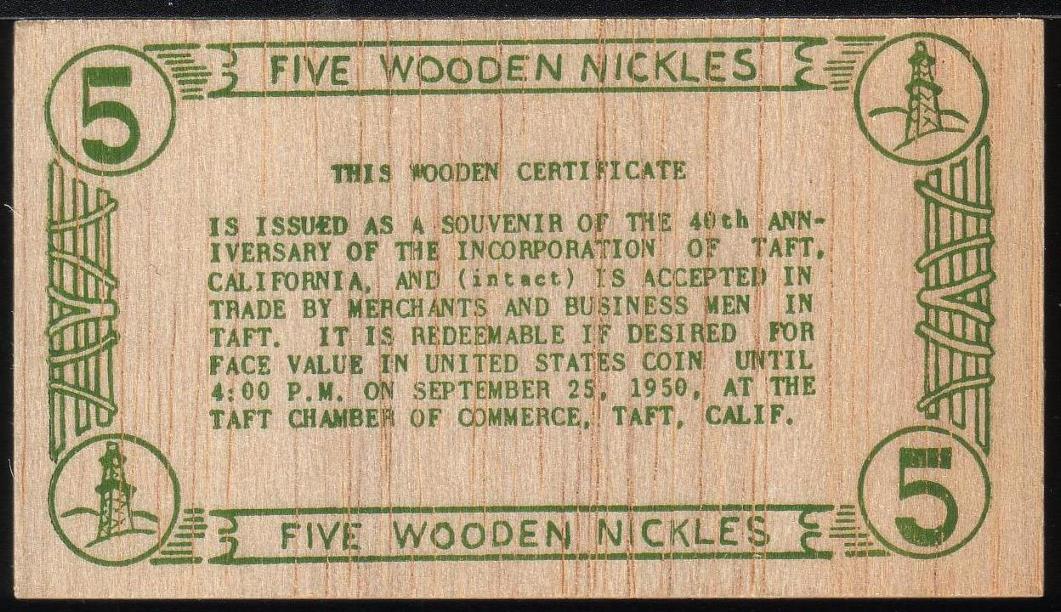 5
FIVE WOODEN NICKLES
THIS WOODEN CERTIFICATE
IS ISSUED AS A SOUVENIR OF THE 40th ANN-
IVERSARY OF THE INCORPORATION OF TAFT,
CALIFORNIA, AND (intact) IS ACCEPTED IN
TRADE BY MERCHANTS AND BUSINESS MEN IN
TAFT. IT IS REDEEMABLE IF DESIRED FOR
FACE VALUE IN UNITED STATES COIN UNTIL
4:00 P.M. ON SEPTEMBER 25, 1950, AT THE
TAFT CHAMBER OF COMMERCE, TAFT, CALIF.
FIVE WOODEN NICKLES
5